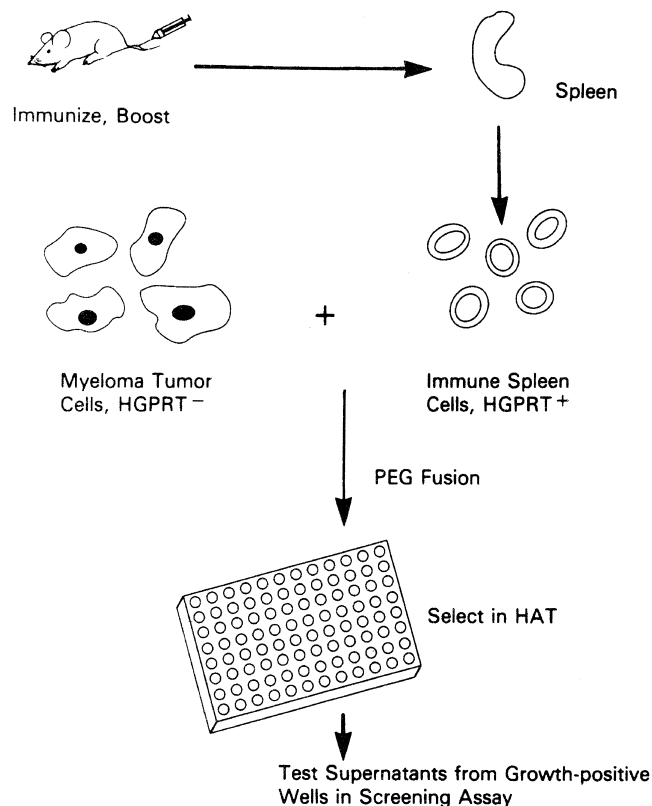 Immunize, Boost
Spleen
+
Myeloma Tumor
Cells, HGPRT⁻
Immune Spleen
Cells, HGPRT⁺
PEG Fusion
Select in HAT
Test Supernatants from Growth-positive
Wells in Screening Assay